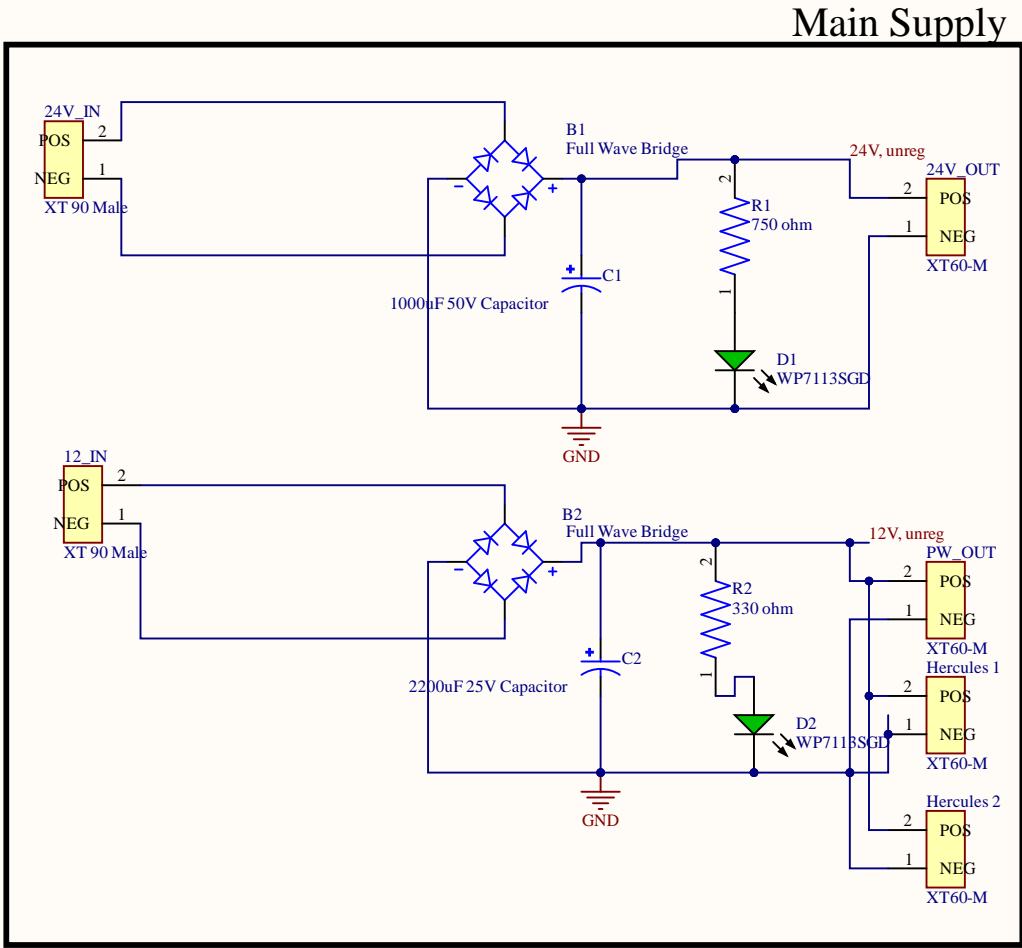 Main Supply
24V_IN
POS 2
NEG 1
XT 90 Male
B1
Full Wave Bridge
24V, unreg
24V_OUT
2 POS
1 NEG
XT60-M
2
R1
750 ohm
1
C1
1000uF 50V Capacitor
D1
WP7113SGD
GND
12_IN
POS 2
NEG 1
XT 90 Male
B2
Full Wave Bridge
12V, unreg
PW_OUT
2 POS
1 NEG
XT60-M
2
R2
330 ohm
1
C2
2200uF 25V Capacitor
D2
WP7113SGD
GND
Hercules 1
2 POS
1 NEG
XT60-M
Hercules 2
2 POS
1 NEG
XT60-M